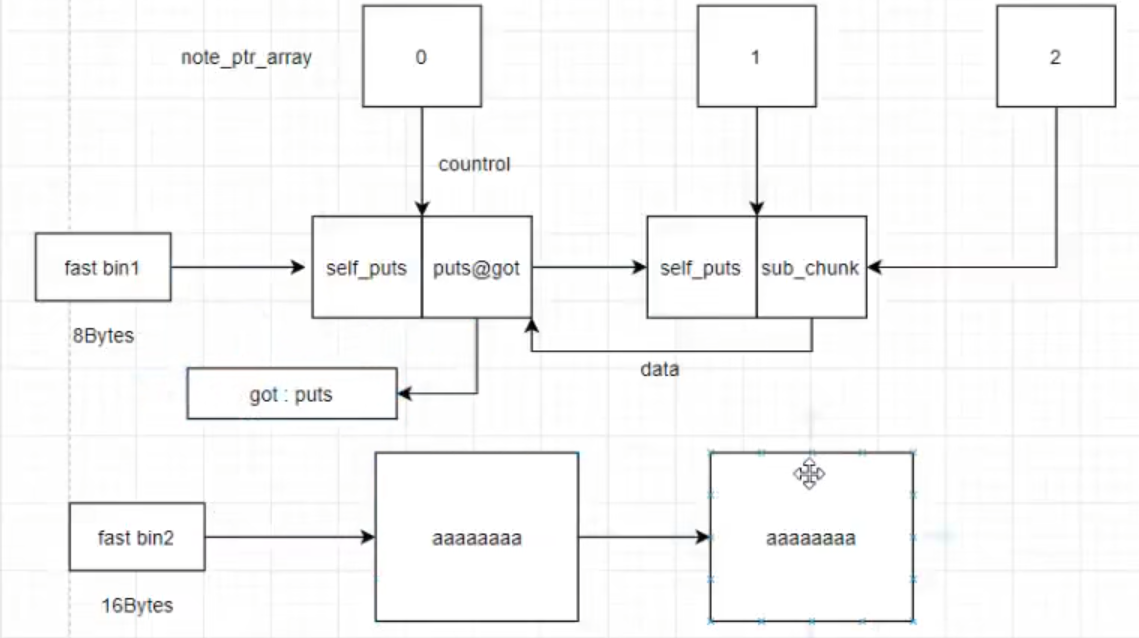 note_ptr_array
0
1
2
countrol
fast bin1
self_puts
puts@got
self_puts
sub_chunk
8Bytes
data
got : puts
fast bin2
aaaaaaaa
aaaaaaaa
16Bytes